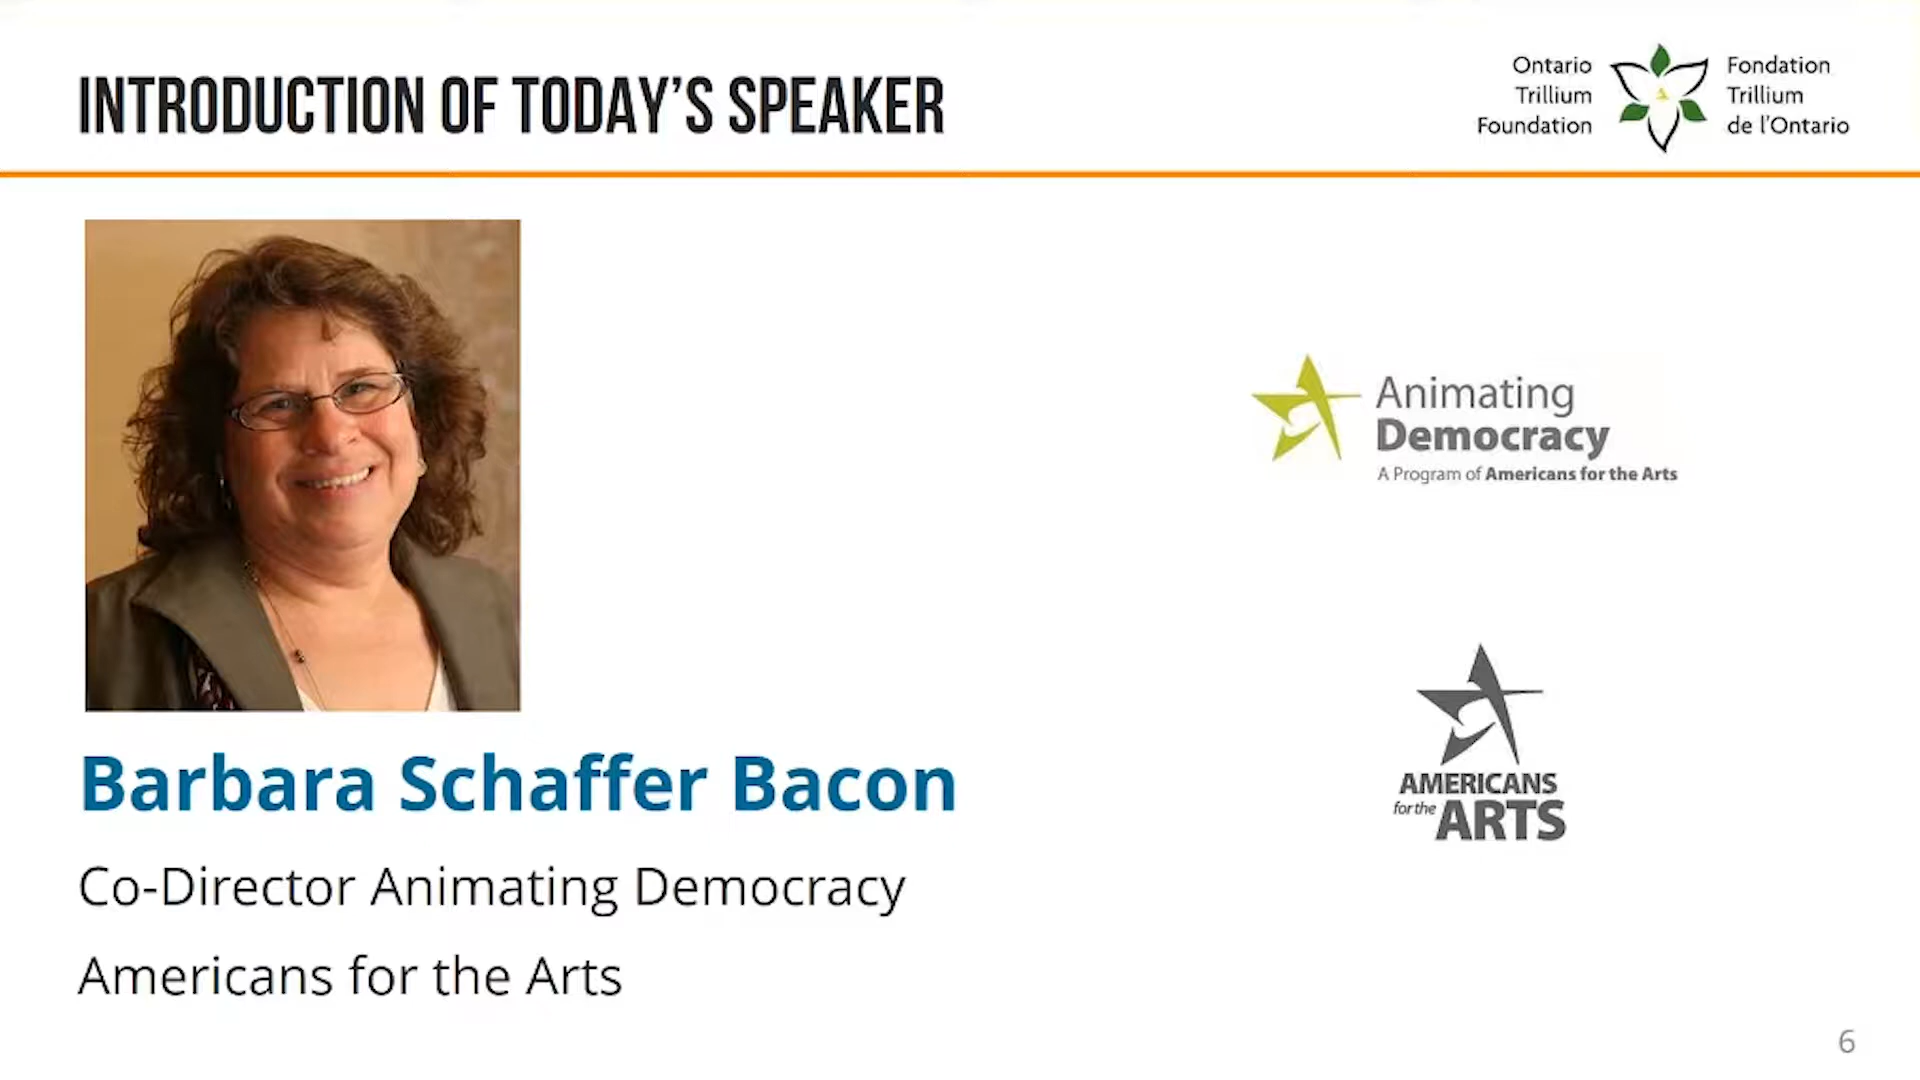 INTRODUCTION OF TODAY'S SPEAKER
Ontario
Trillium
Foundation
Fondation
Trillium
de l'Ontario
Animating
Democracy
A Program of Americans for the Arts
AMERICANS
for the ARTS
Barbara Schaffer Bacon
Co-Director Animating Democracy
Americans for the Arts
6